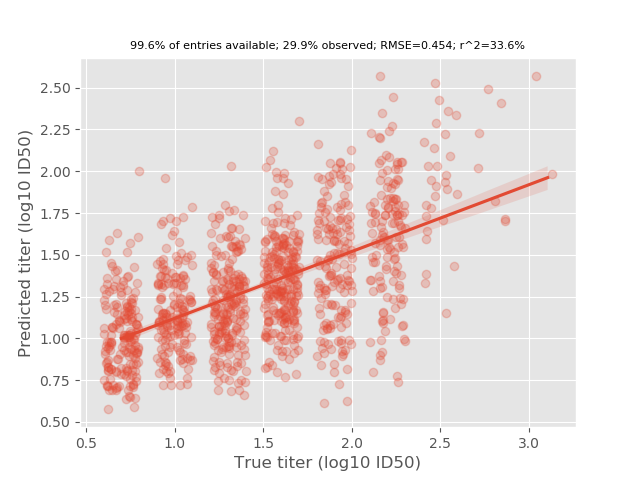 99.6% of entries available; 29.9% observed; RMSE=0.454; r^2=33.6%
Predicted titer (log10 ID50)
2.50
2.25
2.00
1.75
1.50
1.25
1.00
0.75
0.50
0.5 1.0 1.5 2.0 2.5 3.0
True titer (log10 ID50)